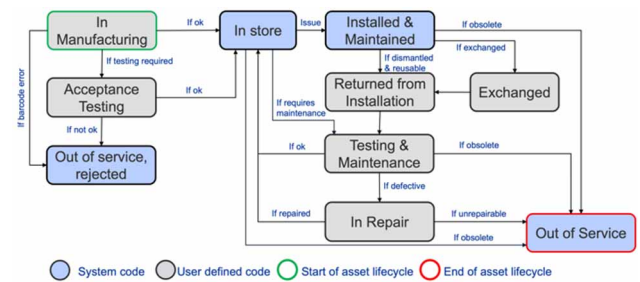 In
Manufacturing
If ok
In store
Issue
Installed &
Maintained
If obsolete
If exchanged
If testing required
If dismantled
& reusable
If barcode error
Acceptance
Testing
If ok
Returned from
Installation
Exchanged
If requires
maintenance
If not ok
Out of service,
rejected
If ok
Testing &
Maintenance
If obsolete
If defective
If repaired
In Repair
If unrepairable
Out of Service
If obsolete
System code
User defined code
Start of asset lifecycle
End of asset lifecycle